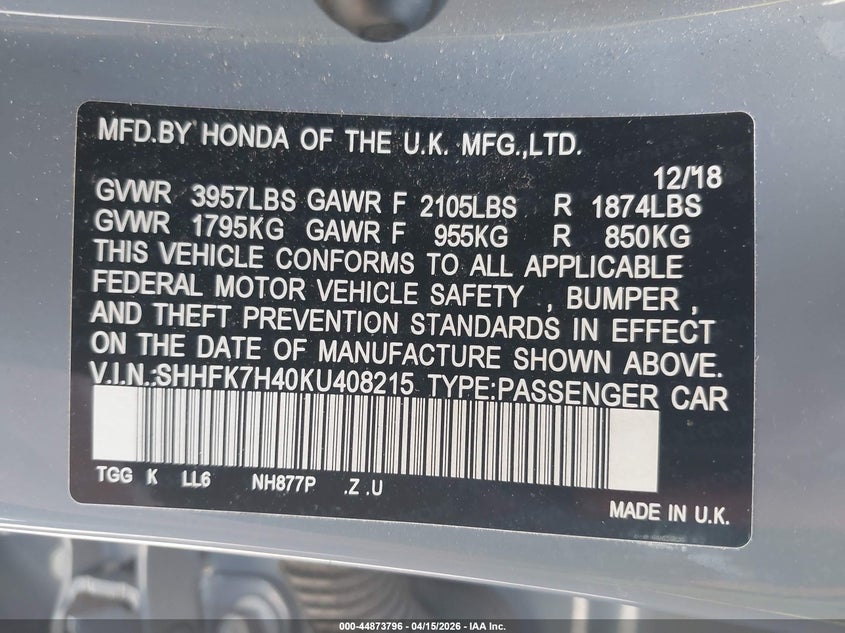 MFD.BY HONDA OF THE U.K. MFG.,LTD.
12/18
GVWR 3957LBS GAWR F 2105LBS R 1874LBS
GVWR 1795KG GAWR F 955KG R 850KG
THIS VEHICLE CONFORMS TO ALL APPLICABLE
FEDERAL MOTOR VEHICLE SAFETY , BUMPER ,
AND THEFT PREVENTION STANDARDS IN EFFECT
ON THE DATE OF MANUFACTURE SHOWN ABOVE.
V.I.N.:SHHFK7H40KU408215 TYPE:PASSENGER CAR
TGG K LL6 NH877P .Z .U
MADE IN U.K.
000-44873796 - 04/15/2026 - IAA Inc.